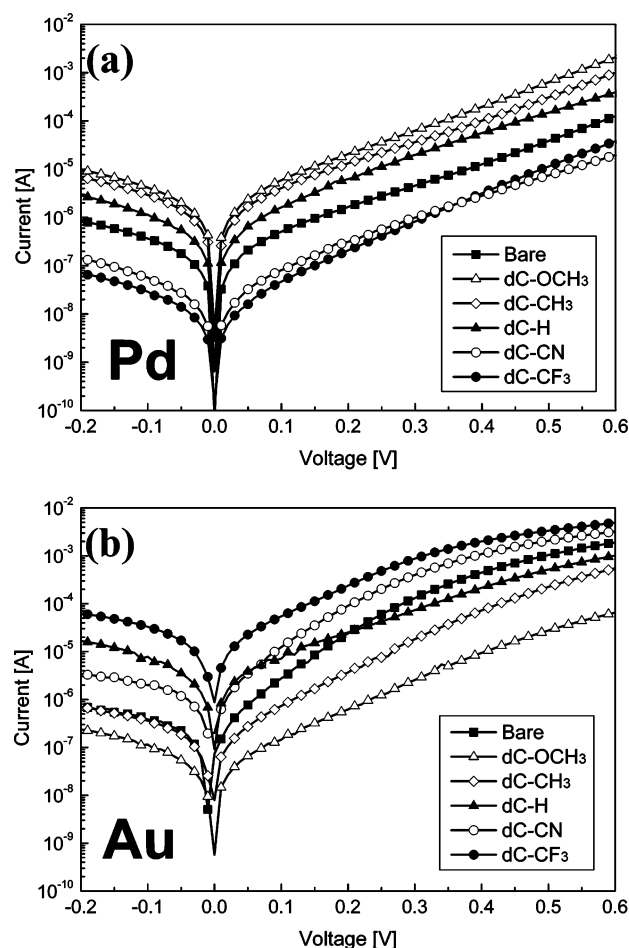 (a)
10⁻²
10⁻³
10⁻⁴
10⁻⁵
10⁻⁶
10⁻⁷
10⁻⁸
10⁻⁹
10⁻¹⁰
Current [A]
Pd
Bare
dC-OCH₃
dC-CH₃
dC-H
dC-CN
dC-CF₃
-0.2 -0.1 0.0 0.1 0.2 0.3 0.4 0.5 0.6
Voltage [V]
(b)
10⁻²
10⁻³
10⁻⁴
10⁻⁵
10⁻⁶
10⁻⁷
10⁻⁸
10⁻⁹
10⁻¹⁰
Current [A]
Au
Bare
dC-OCH₃
dC-CH₃
dC-H
dC-CN
dC-CF₃
-0.2 -0.1 0.0 0.1 0.2 0.3 0.4 0.5 0.6
Voltage [V]